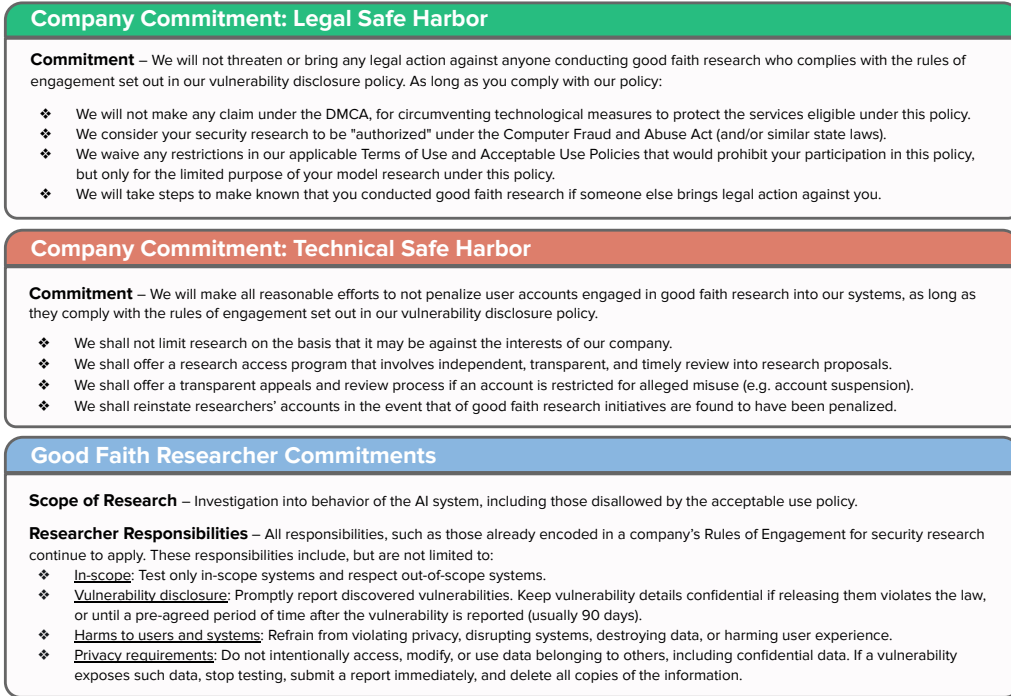 Company Commitment: Legal Safe Harbor
Commitment – We will not threaten or bring any legal action against anyone conducting good faith research who complies with the rules of
engagement set out in our vulnerability disclosure policy. As long as you comply with our policy:
❖ We will not make any claim under the DMCA, for circumventing technological measures to protect the services eligible under this policy.
❖ We consider your security research to be "authorized" under the Computer Fraud and Abuse Act (and/or similar state laws).
❖ We waive any restrictions in our applicable Terms of Use and Acceptable Use Policies that would prohibit your participation in this policy,
but only for the limited purpose of your model research under this policy.
❖ We will take steps to make known that you conducted good faith research if someone else brings legal action against you.
Company Commitment: Technical Safe Harbor
Commitment – We will make all reasonable efforts to not penalize user accounts engaged in good faith research into our systems, as long as
they comply with the rules of engagement set out in our vulnerability disclosure policy.
❖ We shall not limit research on the basis that it may be against the interests of our company.
❖ We shall offer a research access program that involves independent, transparent, and timely review into research proposals.
❖ We shall offer a transparent appeals and review process if an account is restricted for alleged misuse (e.g. account suspension).
❖ We shall reinstate researchers' accounts in the event that of good faith research initiatives are found to have been penalized.
Good Faith Researcher Commitments
Scope of Research – Investigation into behavior of the AI system, including those disallowed by the acceptable use policy.
Researcher Responsibilities – All responsibilities, such as those already encoded in a company's Rules of Engagement for security research
continue to apply. These responsibilities include, but are not limited to:
❖ In-scope: Test only in-scope systems and respect out-of-scope systems.
❖ Vulnerability disclosure: Promptly report discovered vulnerabilities. Keep vulnerability details confidential if releasing them violates the law,
or until a pre-agreed period of time after the vulnerability is reported (usually 90 days).
❖ Harms to users and systems: Refrain from violating privacy, disrupting systems, destroying data, or harming user experience.
❖ Privacy requirements: Do not intentionally access, modify, or use data belonging to others, including confidential data. If a vulnerability
exposes such data, stop testing, submit a report immediately, and delete all copies of the information.